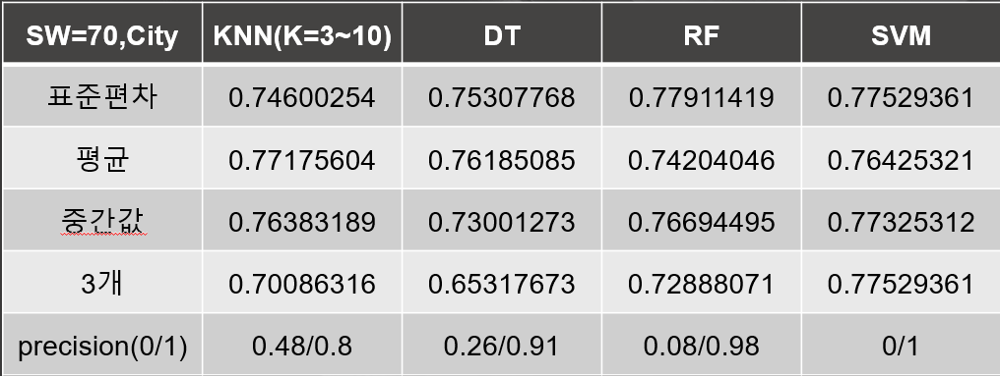 SW=70,City KNN(K=3~10) DT RF SVM
표준편차 0.74600254 0.75307768 0.77911419 0.77529361
평균 0.77175604 0.76185085 0.74204046 0.76425321
중간값 0.76383189 0.73001273 0.76694495 0.77325312
3개 0.70086316 0.65317673 0.72888071 0.77529361
precision(0/1) 0.48/0.8 0.26/0.91 0.08/0.98 0/1